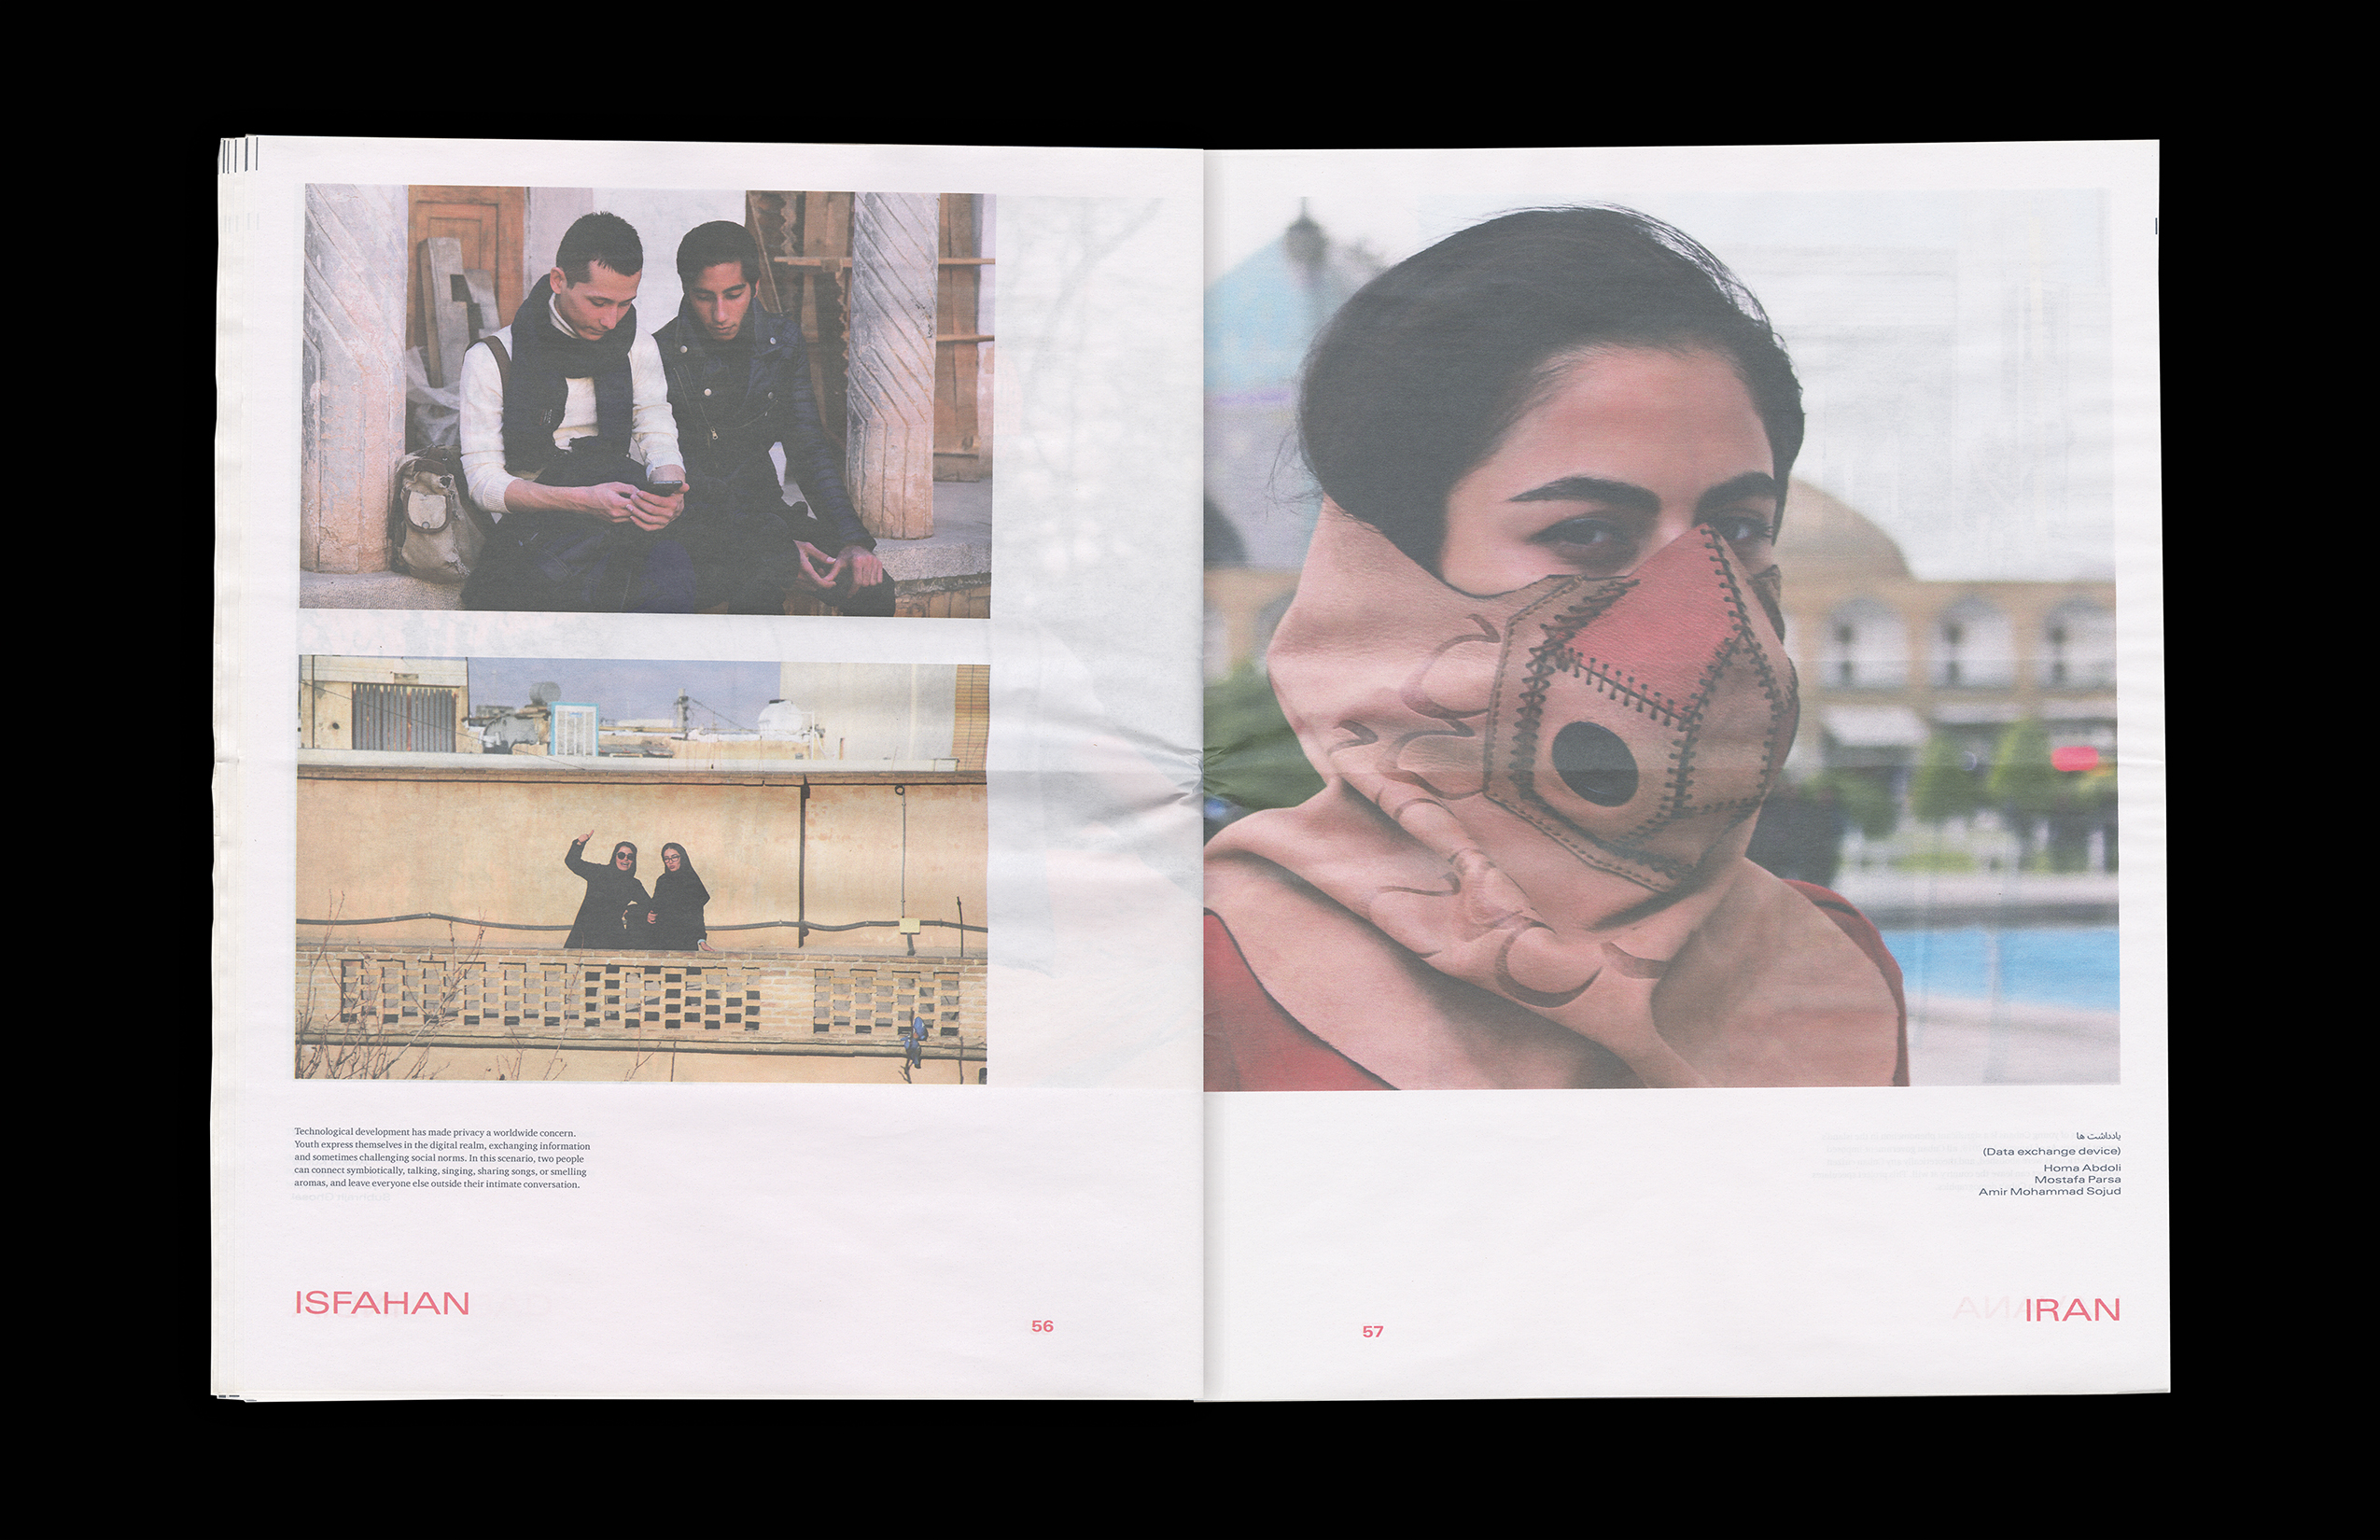 Technological development has made privacy a worldwide concern.
Youth express themselves in the digital realm, exchanging information
and sometimes challenging social norms. In this scenario, two people
can connect symbiotically, talking, singing, sharing songs, or smelling
aromas, and leave everyone else outside their intimate conversation.
ISFAHAN
56
یادداشت ها
(Data exchange device)
Homa Abdoli
Mostafa Parsa
Amir Mohammad Sojud
57
IRAN